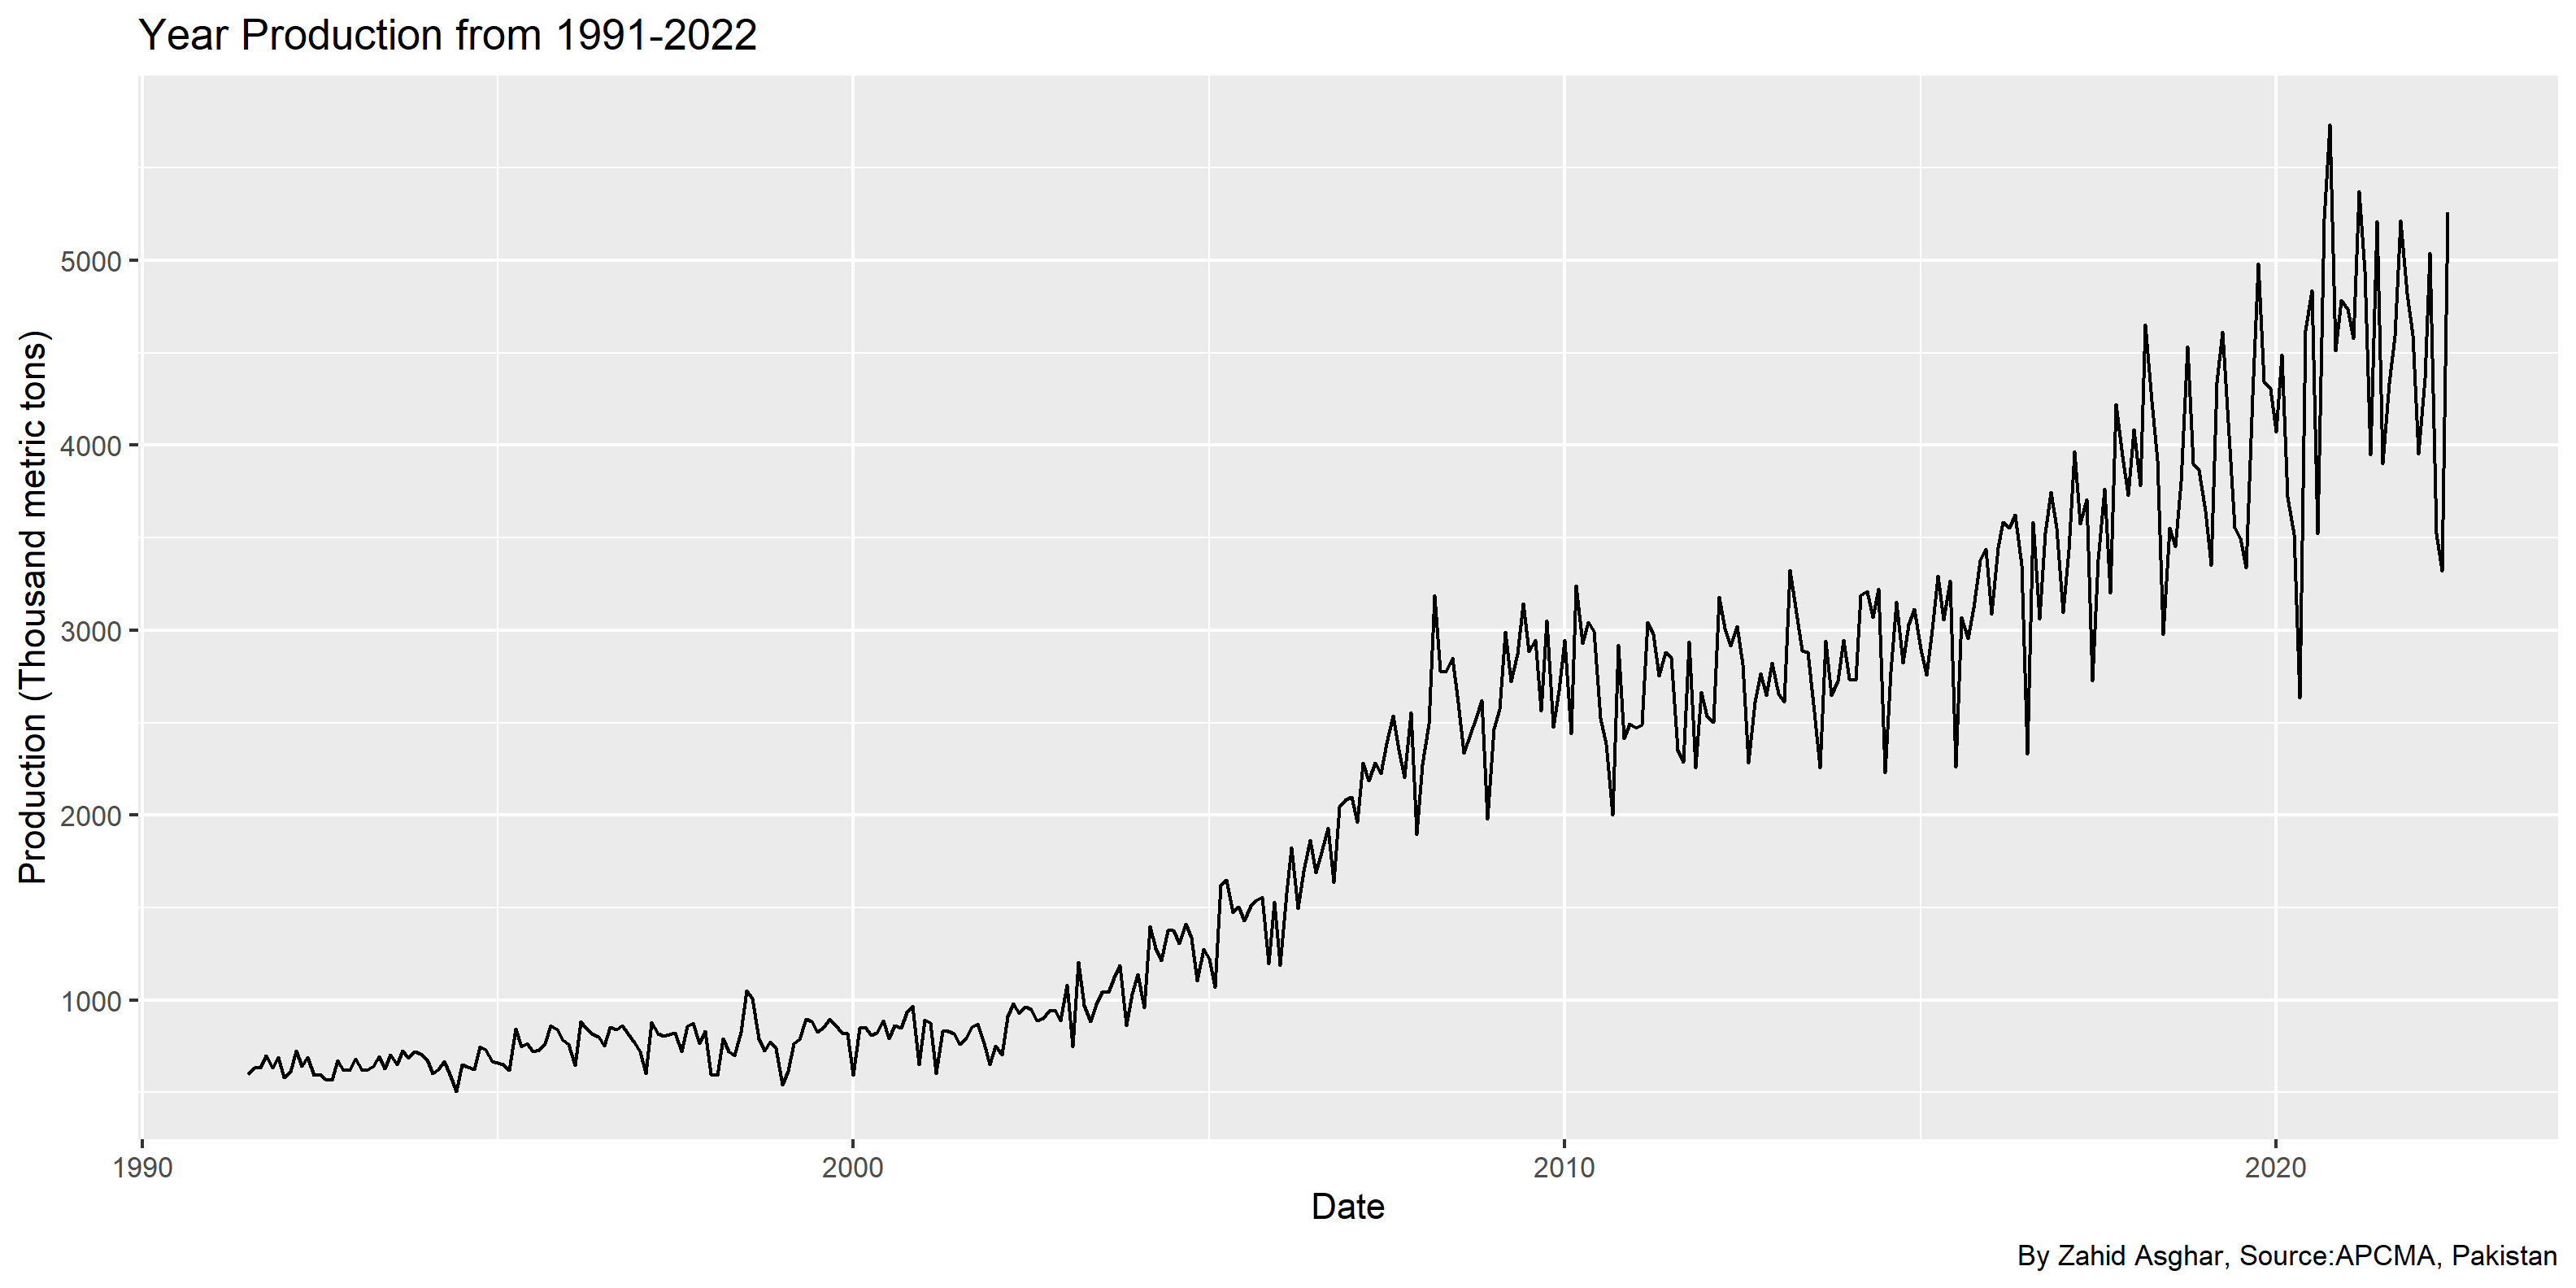 Year Production from 1991-2022
Production (Thousand metric tons)
5000
4000
3000
2000
1000
1990
2000
2010
2020
Date
By Zahid Asghar, Source:APCMA, Pakistan